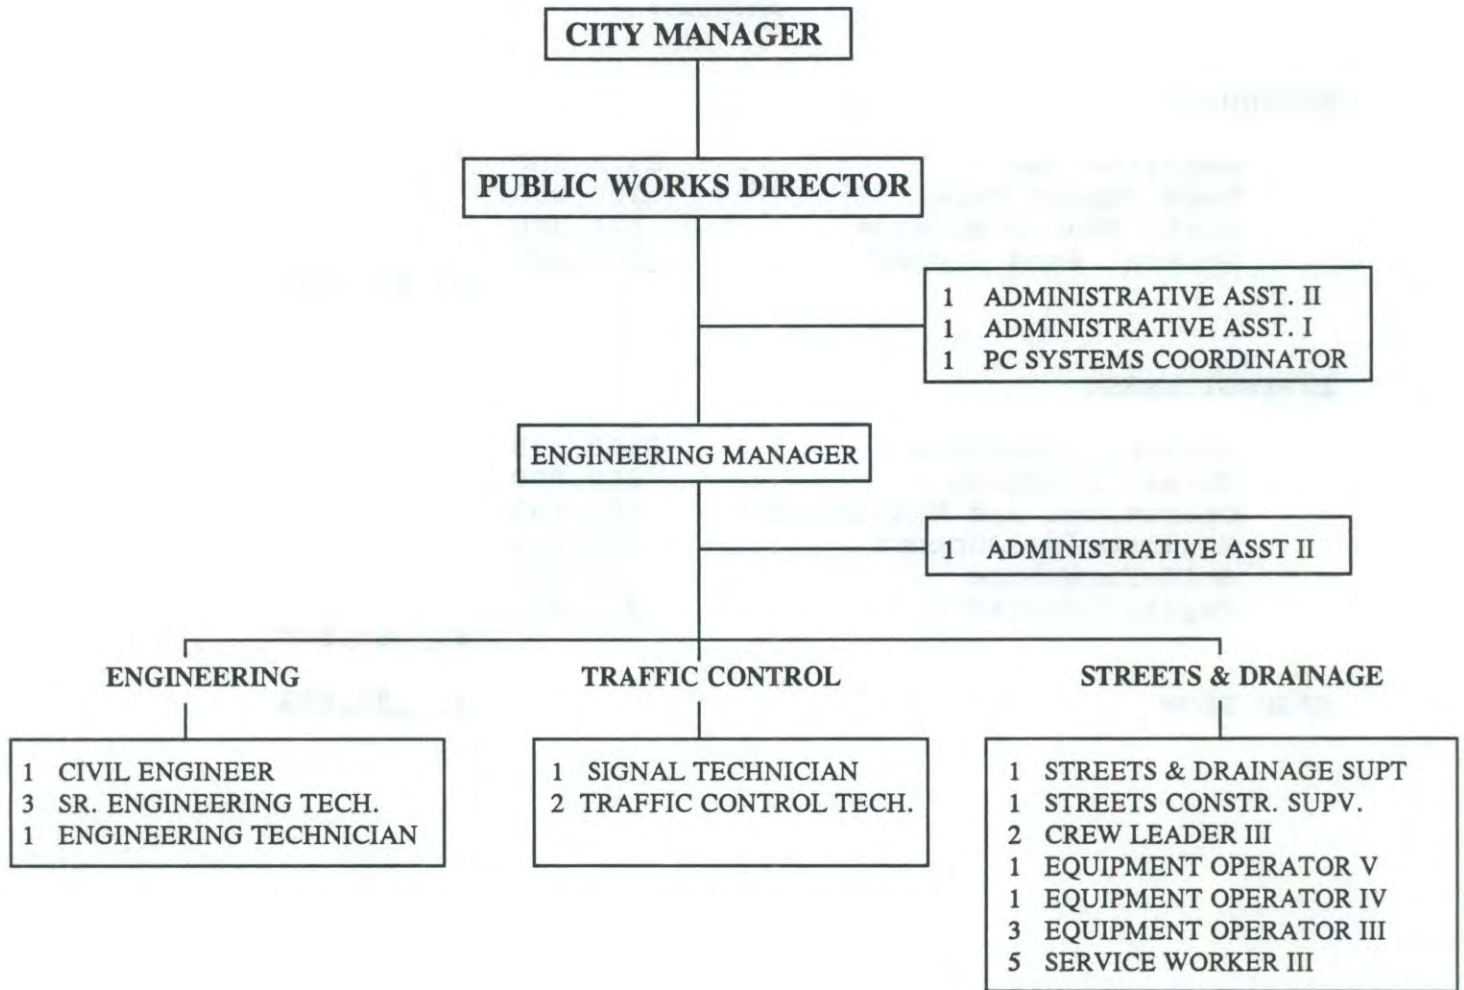 CITY MANAGER
PUBLIC WORKS DIRECTOR
1 ADMINISTRATIVE ASST. II
1 ADMINISTRATIVE ASST. I
1 PC SYSTEMS COORDINATOR
ENGINEERING MANAGER
1 ADMINISTRATIVE ASST II
ENGINEERING
1 CIVIL ENGINEER
3 SR. ENGINEERING TECH.
1 ENGINEERING TECHNICIAN
TRAFFIC CONTROL
1 SIGNAL TECHNICIAN
2 TRAFFIC CONTROL TECH.
STREETS & DRAINAGE
1 STREETS & DRAINAGE SUPT
1 STREETS CONSTR. SUPV.
2 CREW LEADER III
1 EQUIPMENT OPERATOR V
1 EQUIPMENT OPERATOR IV
3 EQUIPMENT OPERATOR III
5 SERVICE WORKER III